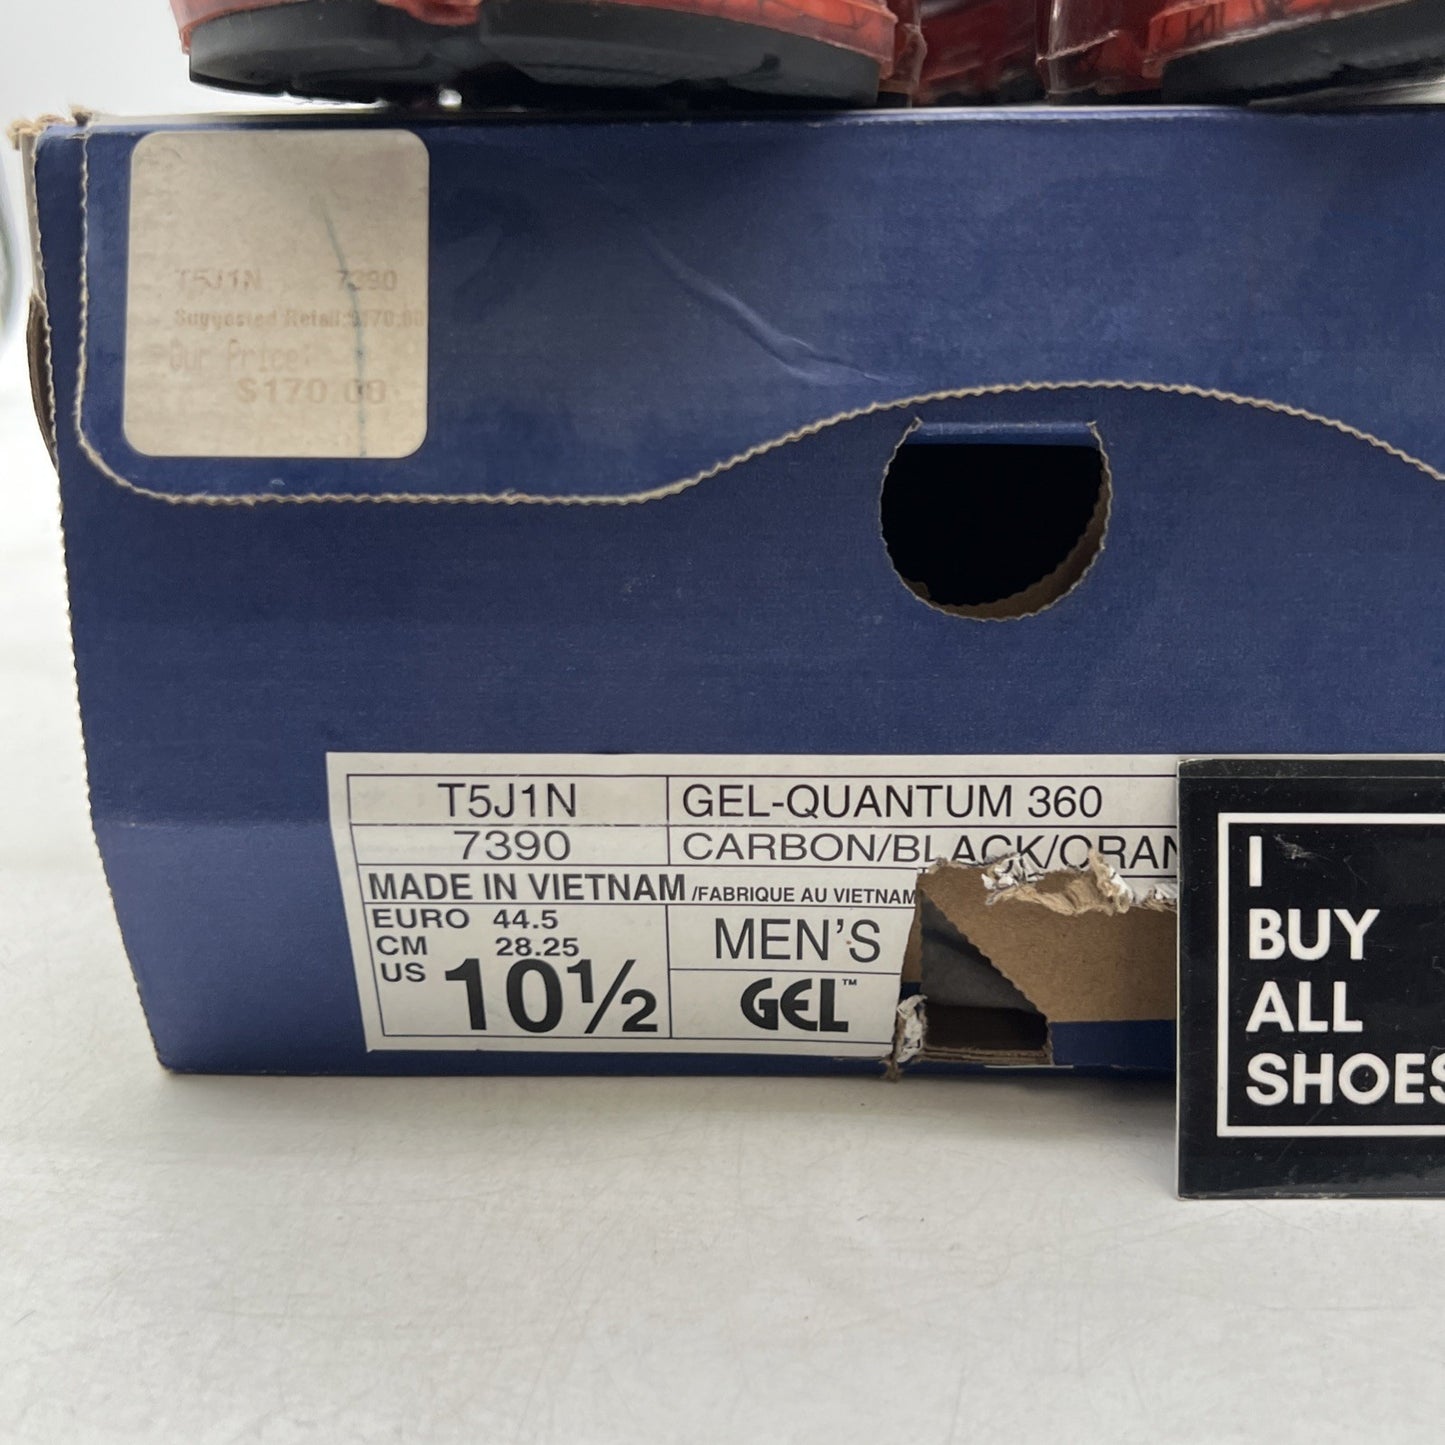 T5J1N 7390
Suggested Retail:$170.00
Our Price:
$170.00
T5J1N GEL-QUANTUM 360
7390 CARBON/BLACK/ORAN
MADE IN VIETNAM /FABRIQUE AU VIETNAM
EURO 44.5
CM 28.25
US 10½
MEN'S
GEL™
I
BUY
ALL
SHOES